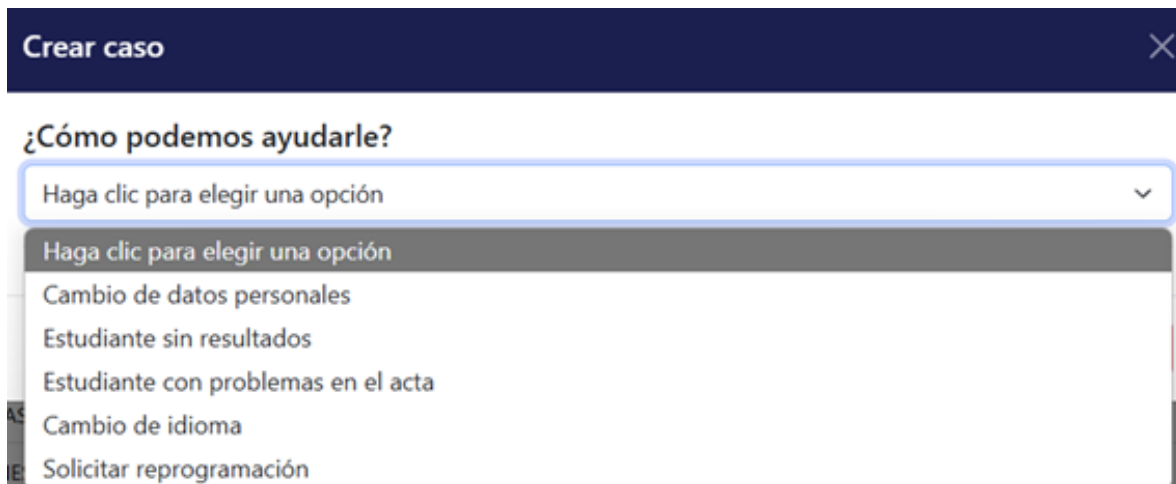 Crear caso
¿Cómo podemos ayudarle?
Haga clic para elegir una opción
Haga clic para elegir una opción
Cambio de datos personales
Estudiante sin resultados
Estudiante con problemas en el acta
Cambio de idioma
Solicitar reprogramación